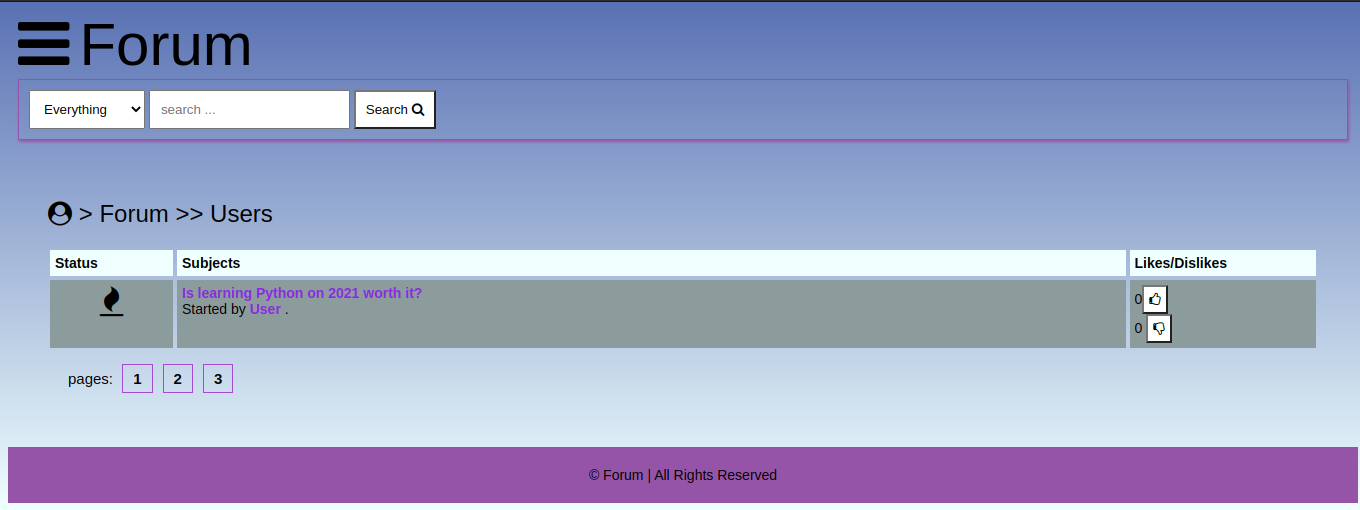 Forum
Everything search ... Search
> Forum >> Users
Status Subjects Likes/Dislikes
Is learning Python on 2021 worth it? 0
Started by User .
0
pages: 1 2 3
© Forum | All Rights Reserved